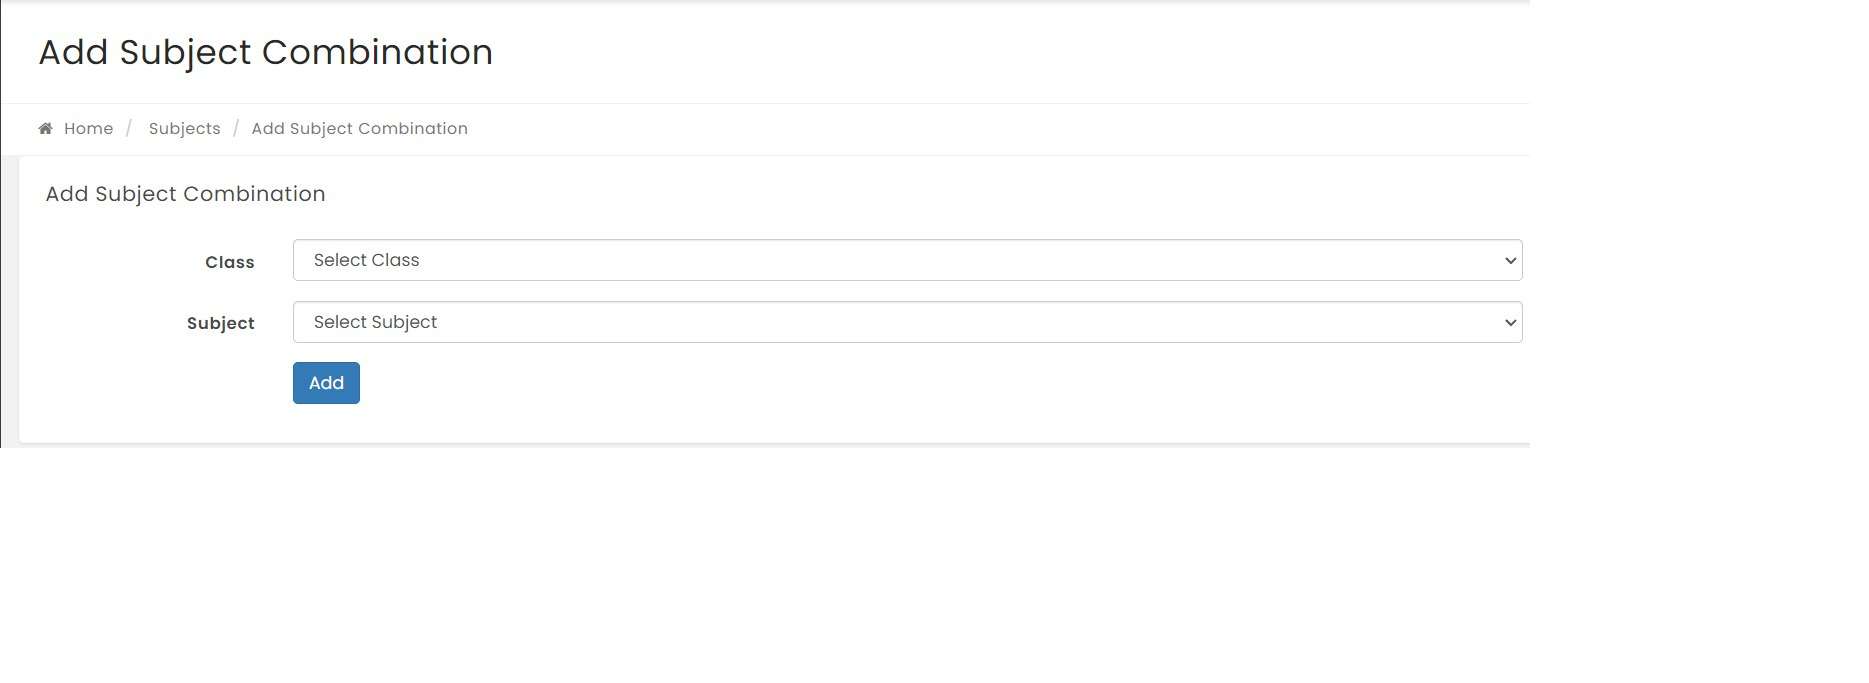 Add Subject Combination
Home / Subjects / Add Subject Combination
Add Subject Combination
Class Select Class
Subject Select Subject
Add